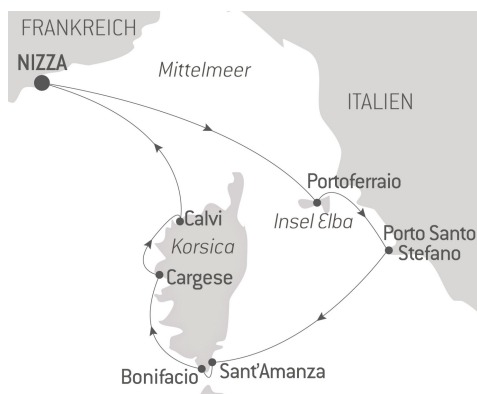 FRANKREICH
NIZZA
Mittelmeer
ITALIEN
Portoferraio
Insel Elba
Porto Santo
Stefano
Calvi
Korsica
Cargese
Bonifacio
Sant'Amanza